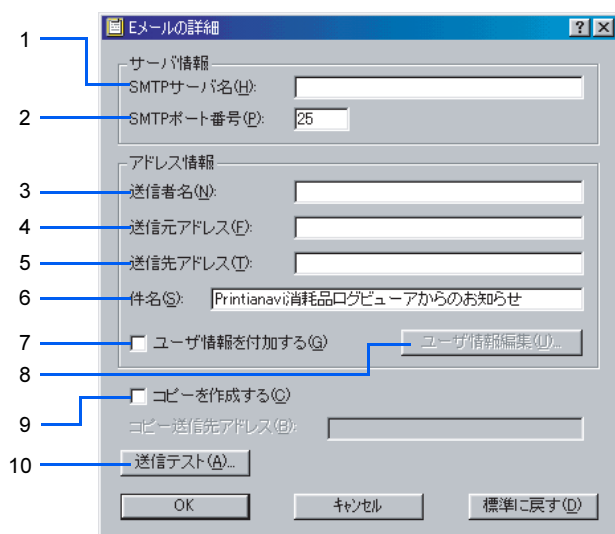 Eメールの詳細
サーバ情報
1 SMTPサーバ名(H):
2 SMTPポート番号(P): 25
アドレス情報
3 送信者名(N):
4 送信元アドレス(F):
5 送信先アドレス(T):
6 件名(S): Printianavi消耗品ログビューアからのお知らせ
7 ユーザ情報を付加する(G)
8 ユーザ情報編集(U)...
9 コピーを作成する(C)
コピー送信先アドレス(B):
10 送信テスト(A)...
OK キャンセル 標準に戻す(D)